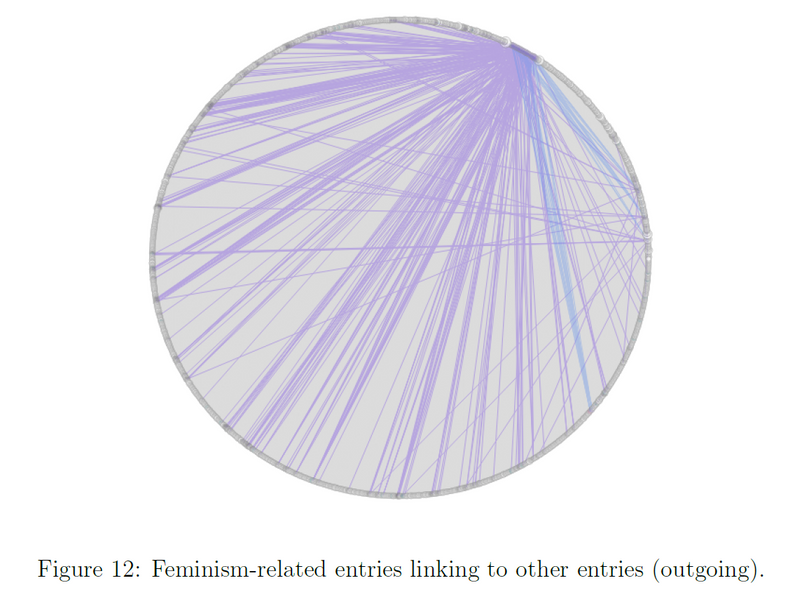 Figure 12: Feminism-related entries linking to other entries (outgoing).